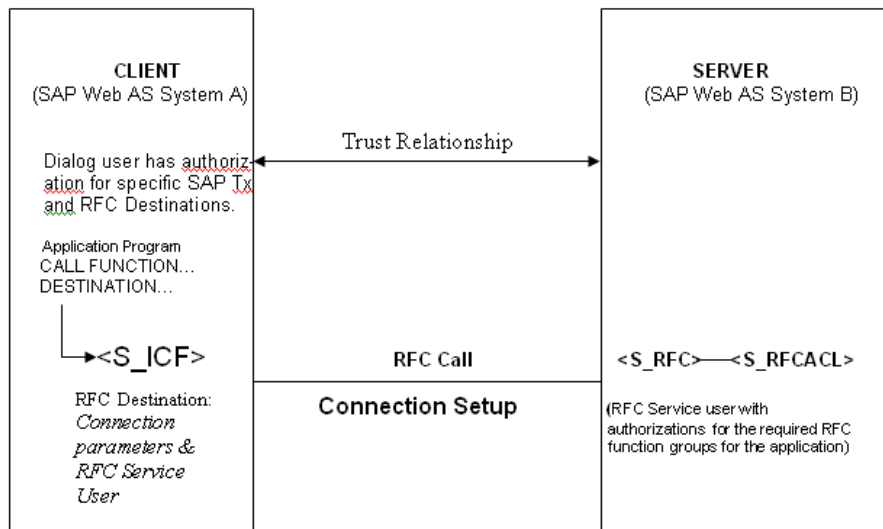 CLIENT
(SAP Web AS System A)
Dialog user has authoriz-
ation for specific SAP Tx
and RFC Destinations.
Application Program
CALL FUNCTION...
DESTINATION...
<S_ICF>
RFC Destination:
Connection
parameters &
RFC Service
User
Trust Relationship
RFC Call
Connection Setup
SERVER
(SAP Web AS System B)
<S_RFC>—<S_RFCACL>
(RFC Service user with
authorizations for the required RFC
function groups for the application)